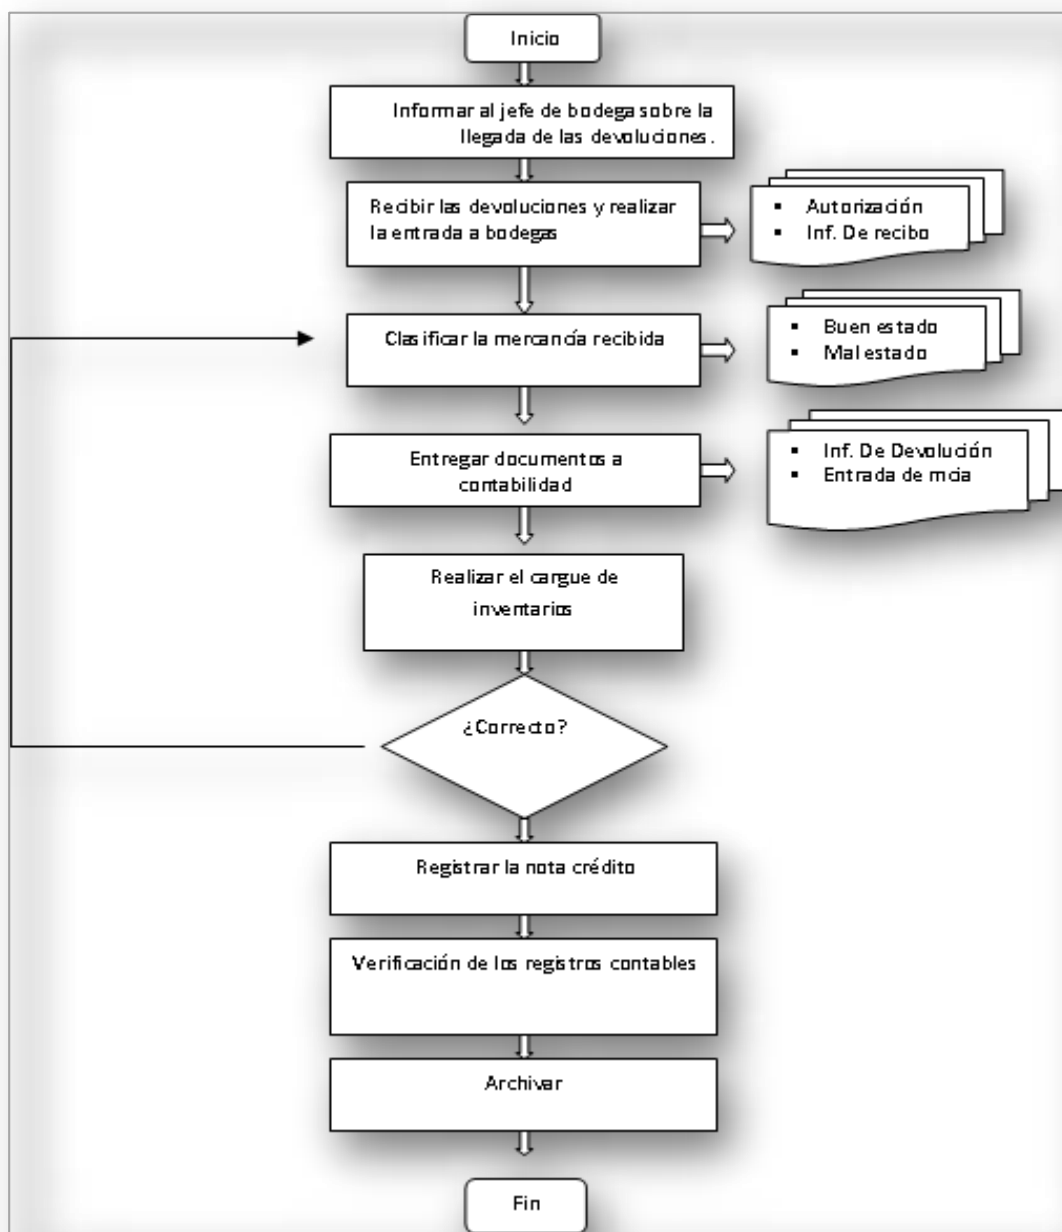 Inicio
Informar al jefe de bodega sobre la
llegada de las devoluciones.
Recibir las devoluciones y realizar
la entrada a bodegas
▪ Autorización
▪ Inf. De recibo
Clasificar la mercancía recibida
▪ Buen estado
▪ Mal estado
Entregar documentos a
contabilidad
▪ Inf. De Devolución
▪ Entrada de mcia
Realizar el cargue de
inventarios
¿Correcto?
Registrar la nota crédito
Verificación de los registros contables
Archivar
Fin